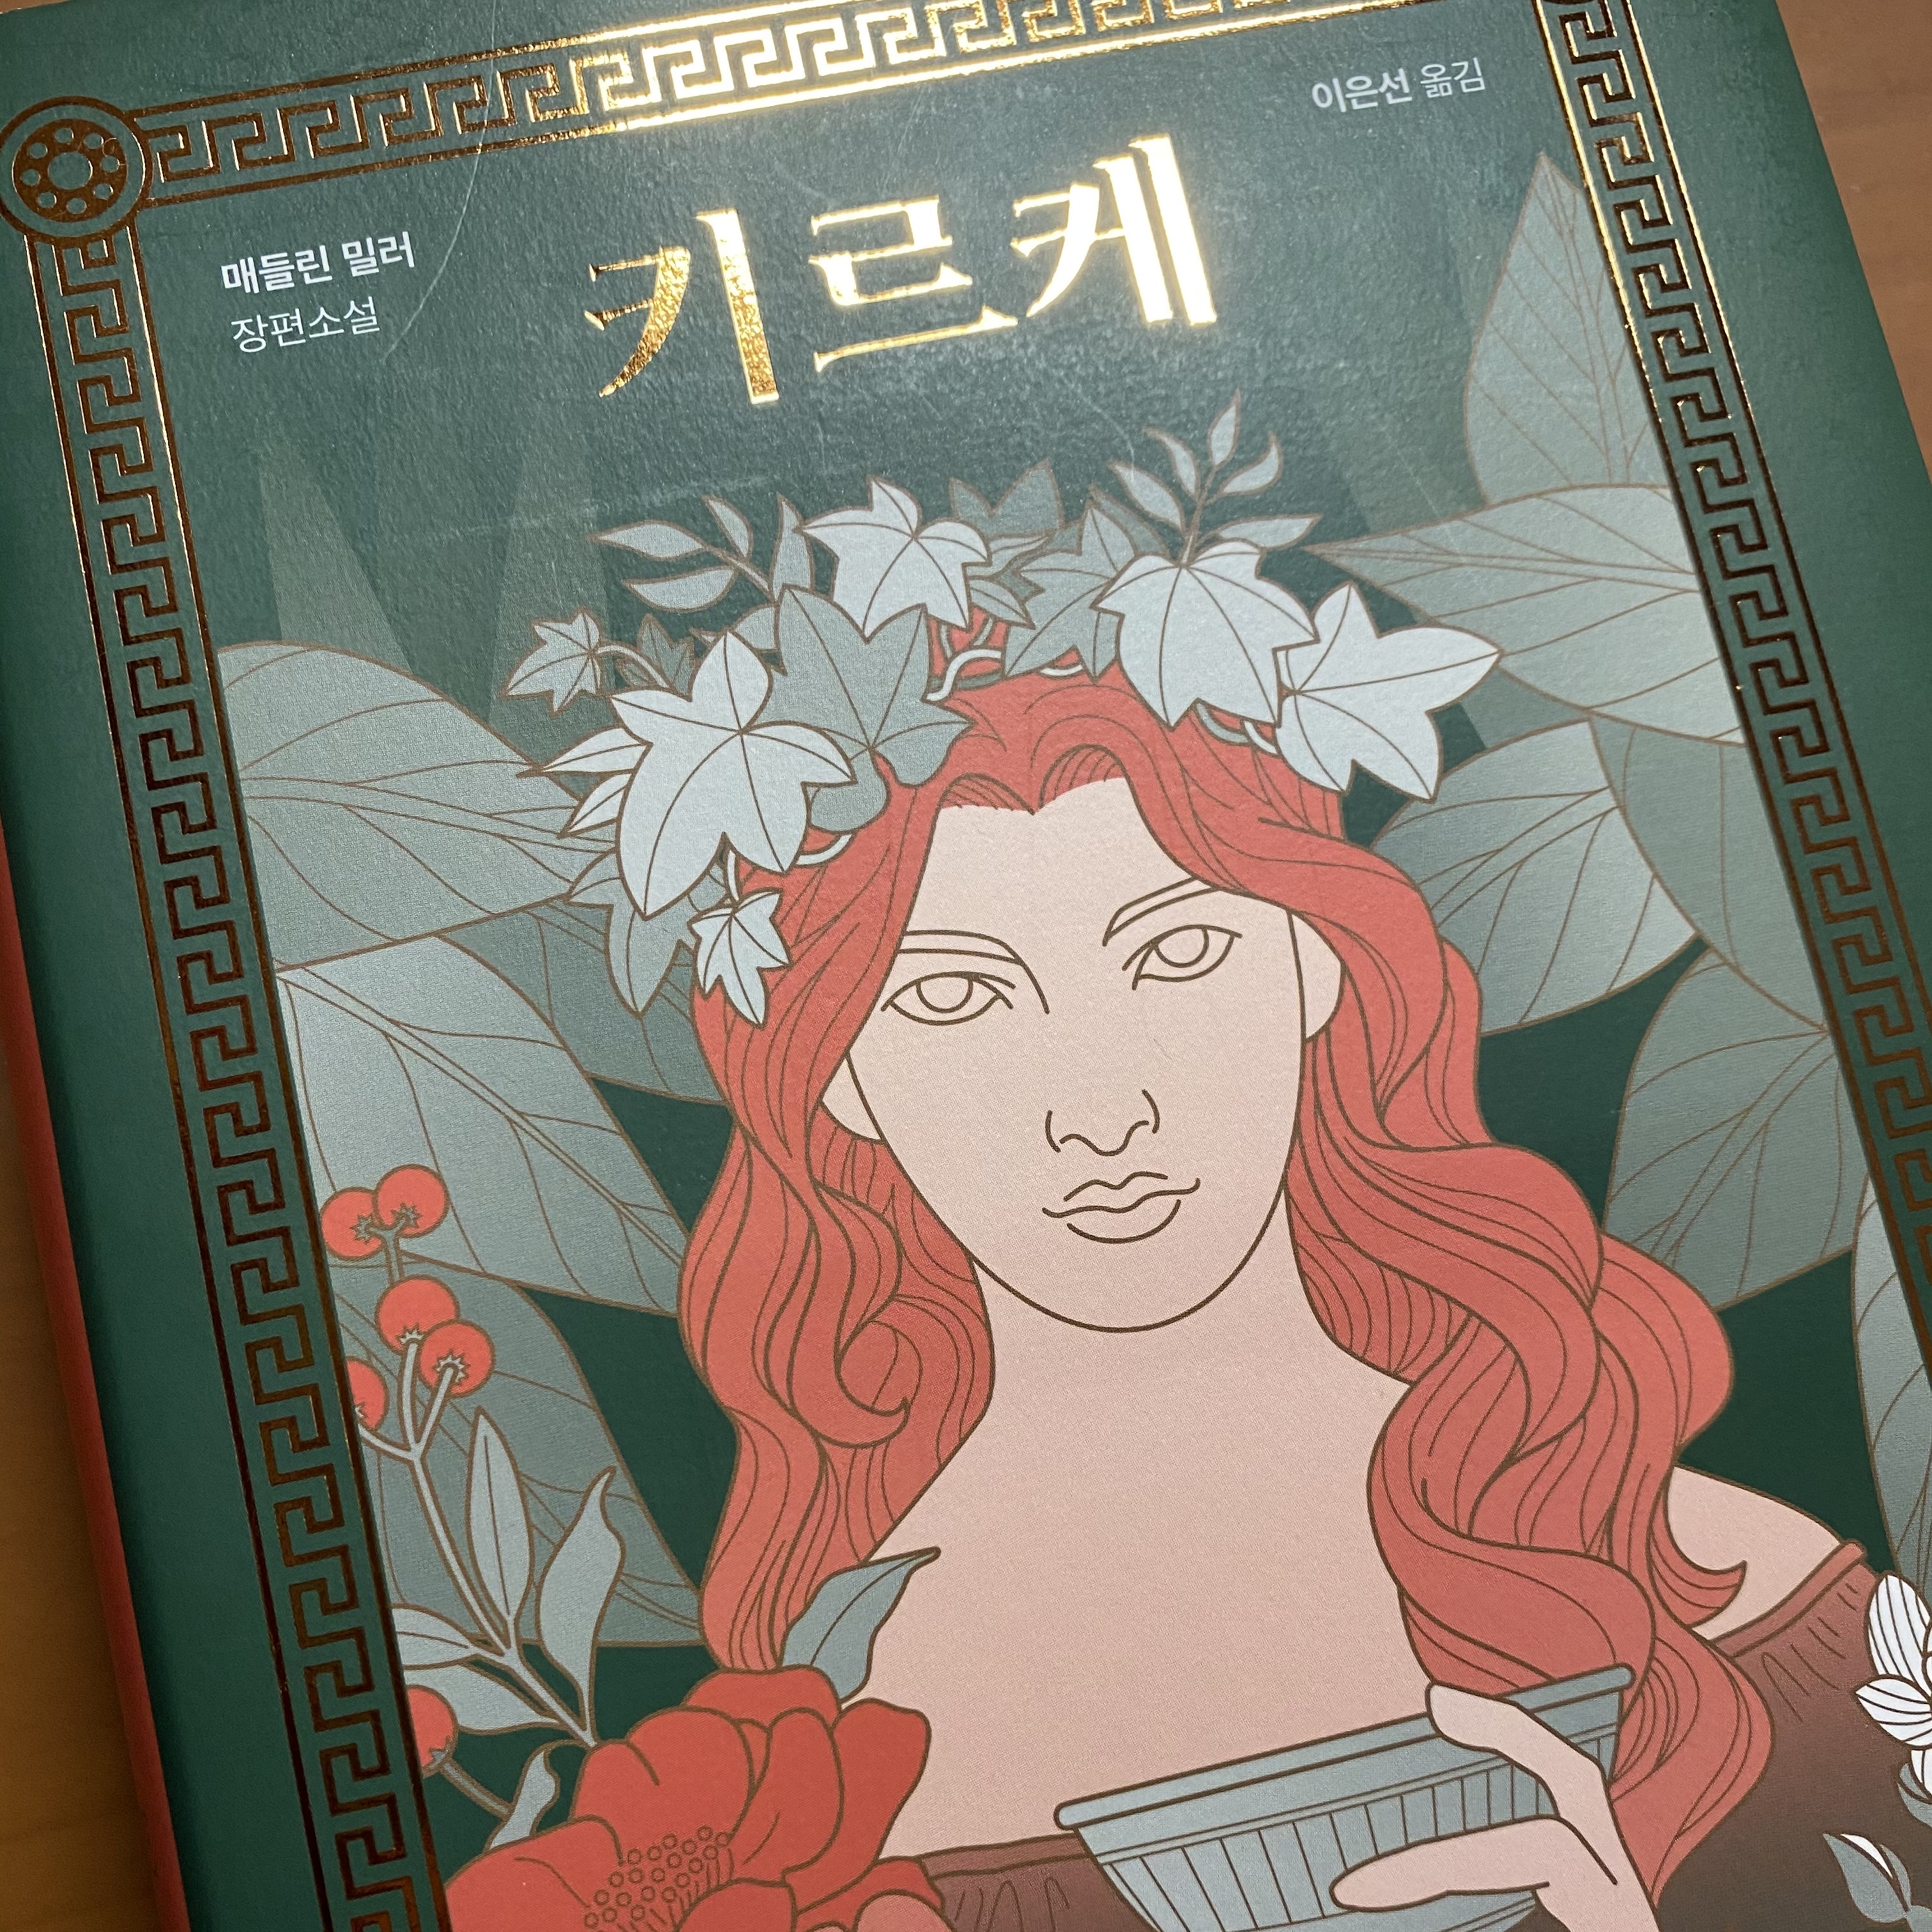 이은선 옮김
키르케
매들린 밀러
장편소설